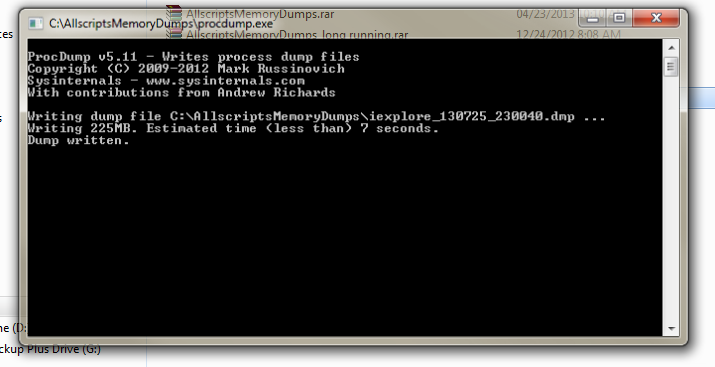 AllscriptsMemoryDumps.rar 04/23/2013
C:\AllscriptsMemoryDumps\procdump.exe
AllscriptsMemoryDumps long running.rar 12/24/2012 8:08 AM
ProcDump v5.11 - Writes process dump files
Copyright (C) 2009-2012 Mark Russinovich
Sysinternals - www.sysinternals.com
With contributions from Andrew Richards
Writing dump file C:\AllscriptsMemoryDumps\iexplore_130725_230040.dmp ...
Writing 225MB. Estimated time (less than) 7 seconds.
Dump written.
ne (D:
ckup Plus Drive (G:)